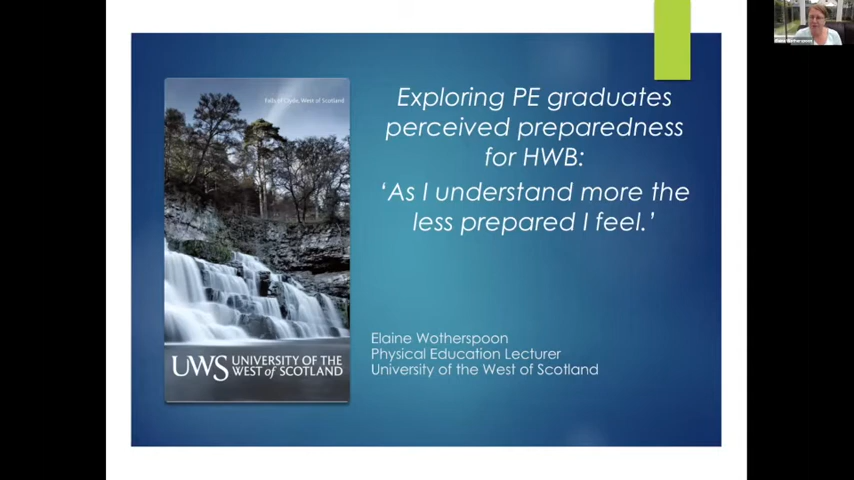 Falls of Clyde, West of Scotland
UWS UNIVERSITY OF THE
WEST of SCOTLAND
Exploring PE graduates
perceived preparedness
for HWB:
‘As I understand more the
less prepared I feel.’
Elaine Wotherspoon
Physical Education Lecturer
University of the West of Scotland